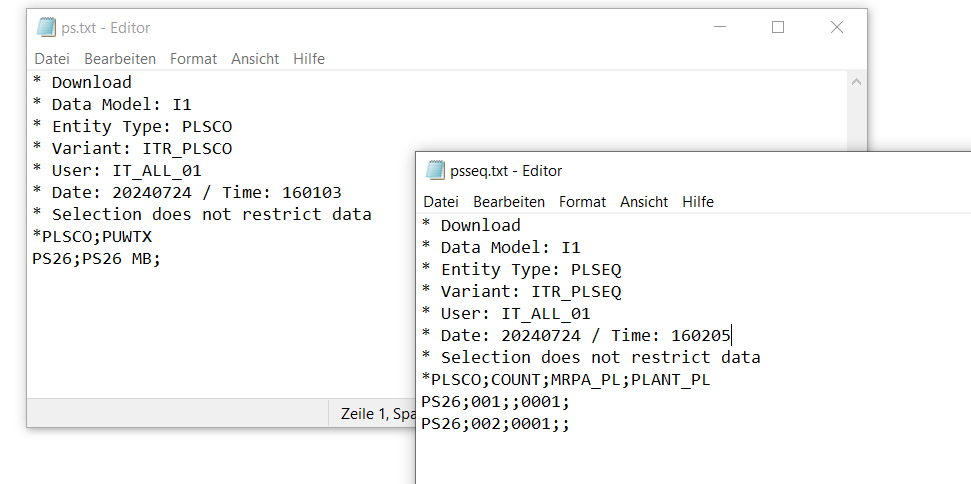 ps.txt - Editor
Datei Bearbeiten Format Ansicht Hilfe
* Download
* Data Model: I1
* Entity Type: PLSCO
* Variant: ITR_PLSCO
* User: IT_ALL_01
* Date: 20240724 / Time: 160103
* Selection does not restrict data
*PLSCO;PUWTX
PS26;PS26 MB;
Zeile 1, Spa
psseq.txt - Editor
Datei Bearbeiten Format Ansicht Hilfe
* Download
* Data Model: I1
* Entity Type: PLSEQ
* Variant: ITR_PLSEQ
* User: IT_ALL_01
* Date: 20240724 / Time: 160205
* Selection does not restrict data
*PLSCO;COUNT;MRPA_PL;PLANT_PL
PS26;001;;0001;
PS26;002;0001;;